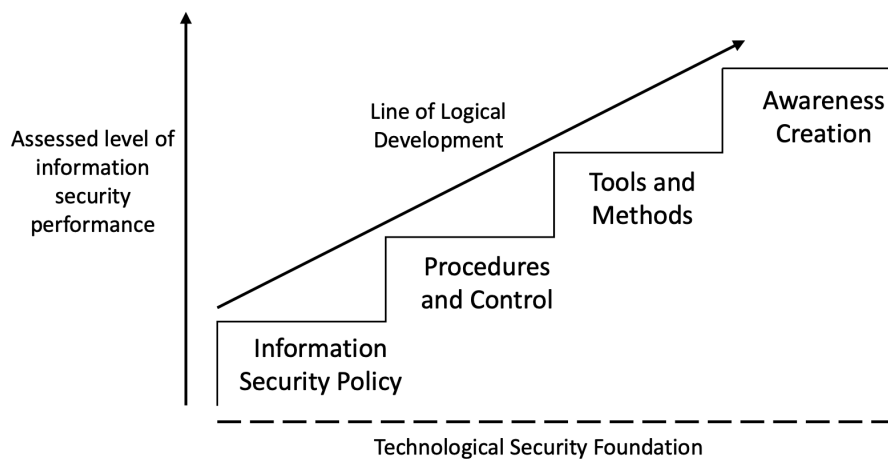 Assessed level of
information
security
performance
Line of Logical
Development
Awareness
Creation
Tools and
Methods
Procedures
and Control
Information
Security Policy
Technological Security Foundation